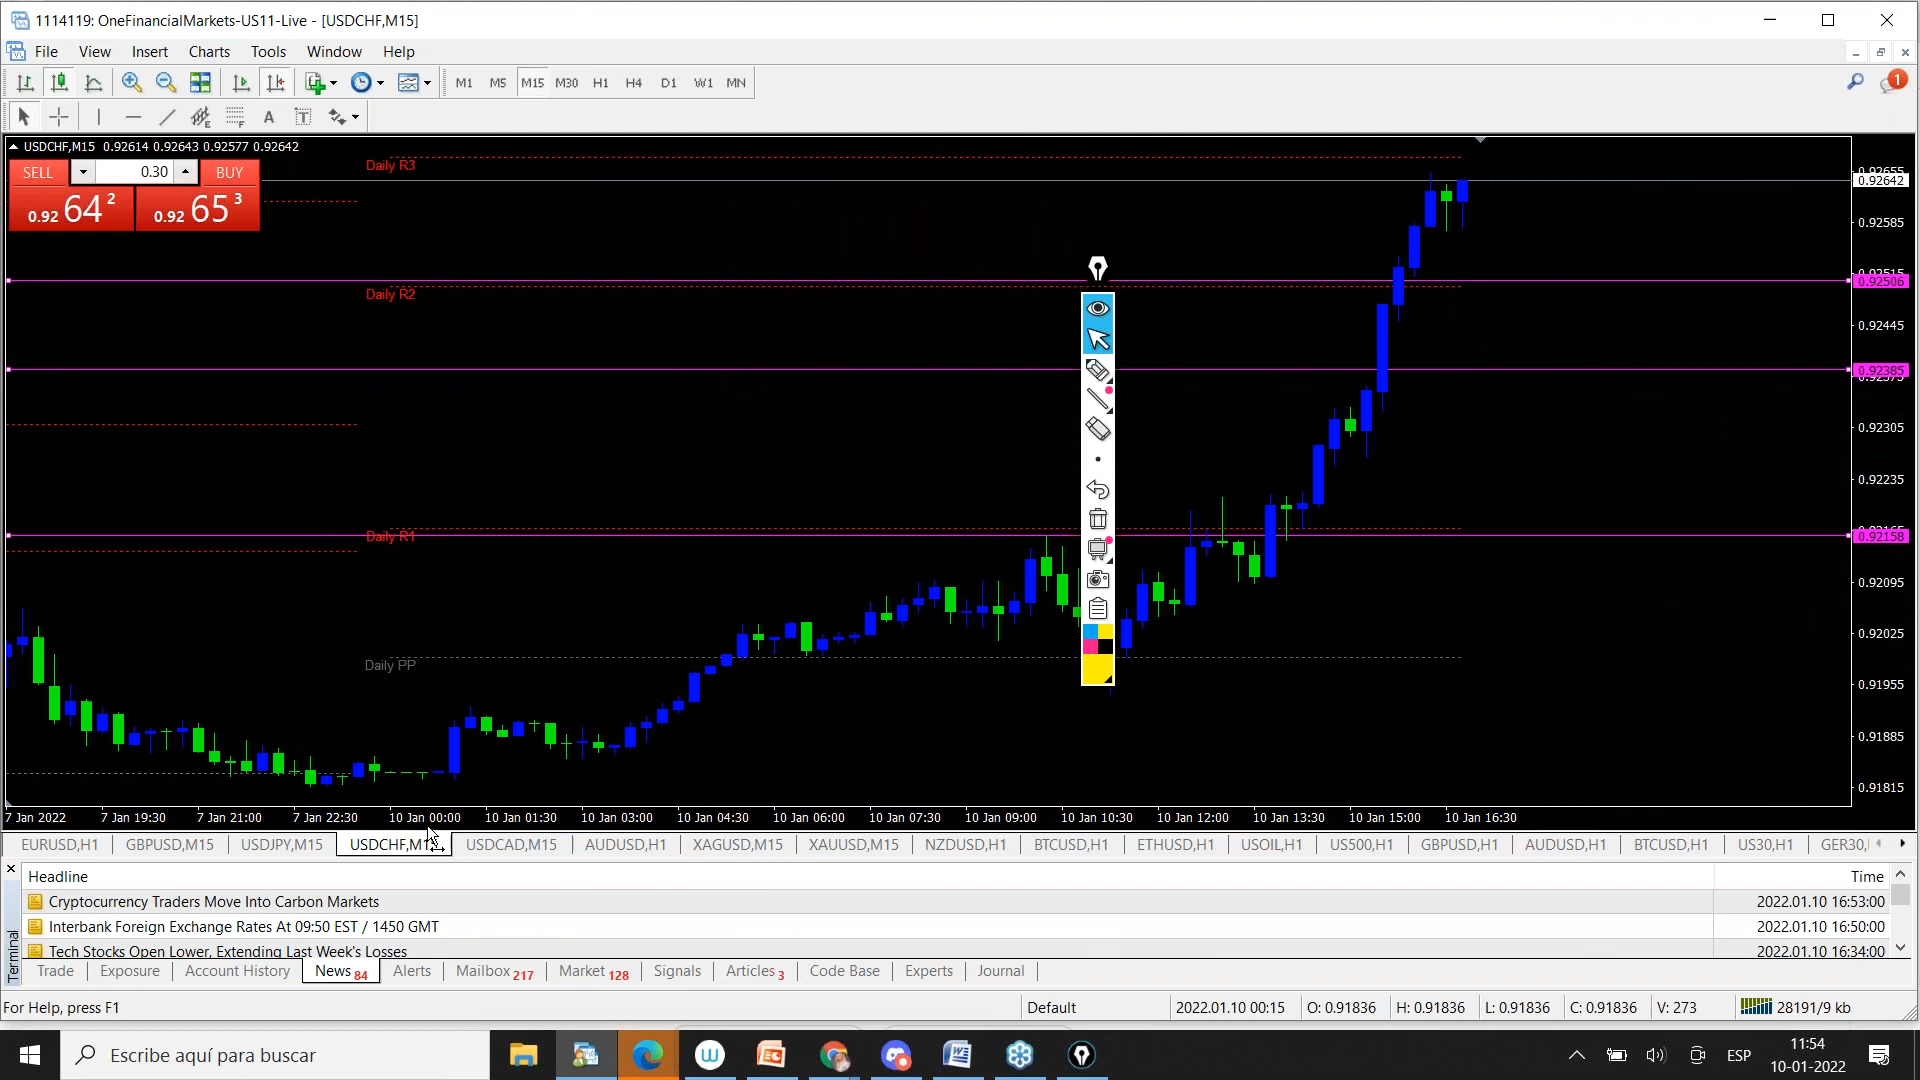 1114119: OneFinancialMarkets-US11-Live - [USDCHF,M15]
File View Insert Charts Tools Window Help
M1 M5 M15 M30 H1 H4 D1 W1 MN 1
A T
USDCHF,M15 0.92614 0.92643 0.92577 0.92642
SELL 0.30 BUY
0.92 64 2 0.92 65 3
Daily R3
Daily R2
Daily R1
Daily PP
0.92655
0.92642
0.92585
0.92515
0.92506
0.92445
0.92385
0.92375
0.92305
0.92235
0.92165
0.92158
0.92095
0.92025
0.91955
0.91885
0.91815
7 Jan 2022 7 Jan 19:30 7 Jan 21:00 7 Jan 22:30 10 Jan 00:00 10 Jan 01:30 10 Jan 03:00 10 Jan 04:30 10 Jan 06:00 10 Jan 07:30 10 Jan 09:00 10 Jan 10:30 10 Jan 12:00 10 Jan 13:30 10 Jan 15:00 10 Jan 16:30
EURUSD,H1 GBPUSD,M15 USDJPY,M15 USDCHF,M15 USDCAD,M15 AUDUSD,H1 XAGUSD,M15 XAUUSD,M15 NZDUSD,H1 BTCUSD,H1 ETHUSD,H1 USOIL,H1 US500,H1 GBPUSD,H1 AUDUSD,H1 BTCUSD,H1 US30,H1 GER30,
Headline Time
Cryptocurrency Traders Move Into Carbon Markets 2022.01.10 16:53:00
Interbank Foreign Exchange Rates At 09:50 EST / 1450 GMT 2022.01.10 16:50:00
Tech Stocks Open Lower, Extending Last Week's Losses 2022.01.10 16:34:00
Terminal
Trade Exposure Account History News 84 Alerts Mailbox 217 Market 128 Signals Articles 3 Code Base Experts Journal
For Help, press F1 Default 2022.01.10 00:15 O: 0.91836 H: 0.91836 L: 0.91836 C: 0.91836 V: 273 28191/9 kb
Escribe aquí para buscar ESP 11:54
10-01-2022